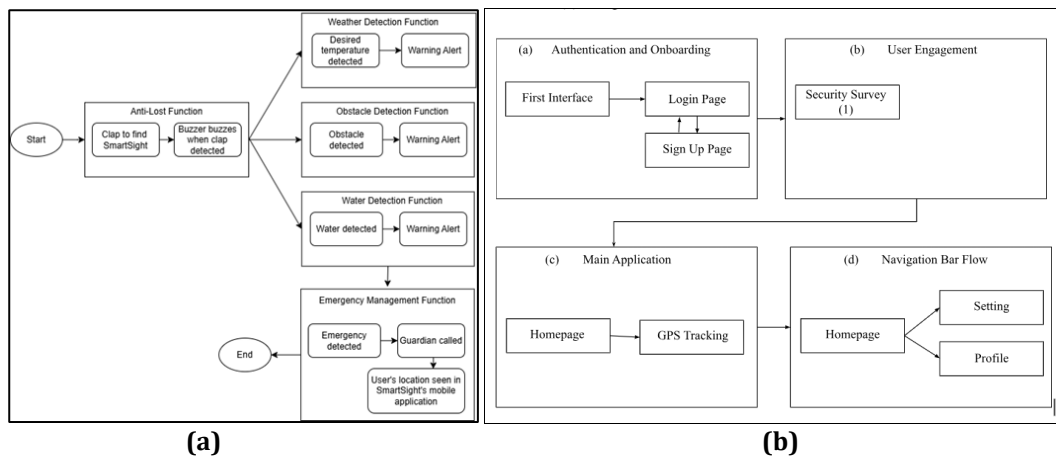 Start
Anti-Lost Function
Clap to find
SmartSight
Buzzer buzzes
when clap
detected
Weather Detection Function
Desired
temperature
detected
Warning Alert
Obstacle Detection Function
Obstacle
detected
Warning Alert
Water Detection Function
Water detected
Warning Alert
Emergency Management Function
Emergency
detected
Guardian called
User's location seen in
SmartSight's mobile
application
End
(a)
(a) Authentication and Onboarding
First Interface
Login Page
Sign Up Page
(b) User Engagement
Security Survey
(1)
(c) Main Application
Homepage
GPS Tracking
(d) Navigation Bar Flow
Homepage
Setting
Profile
(b)